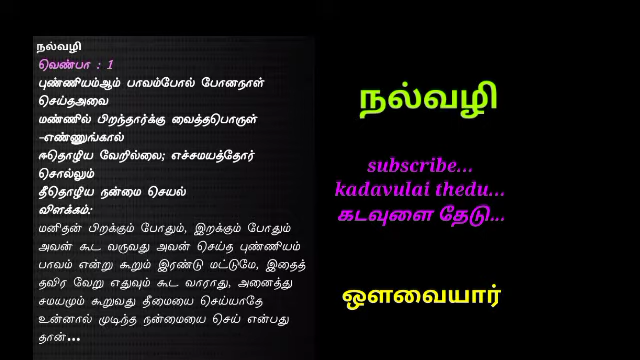 நல்வழி
வெண்பா : 1
புண்ணியம்ஆம் பாவம்போல் போனநாள்
செய்தஅவை
மண்ணில் பிறந்தார்க்கு வைத்தபொருள்
-எண்ணுங்கால்
ஈதொழிய வேறில்லை; எச்சமயத்தோர்
சொல்லும்
தீதொழிய நன்மை செயல்
விளக்கம்:
மனிதன் பிறக்கும் போதும், இறக்கும் போதும்
அவன் கூட வருவது அவன் செய்த புண்ணியம்
பாவம் என்று கூறும் இரண்டு மட்டுமே, இதைத்
தவிர வேறு எதுவும் கூட வாராது, அனைத்து
சமயமும் கூறுவது தீமையை செய்யாதே
உன்னால் முடிந்த நன்மையை செய் என்பது
தான்...
நல்வழி
subscribe...
kadavulai thedu...
கடவுளை தேடு...
ஔவையார்